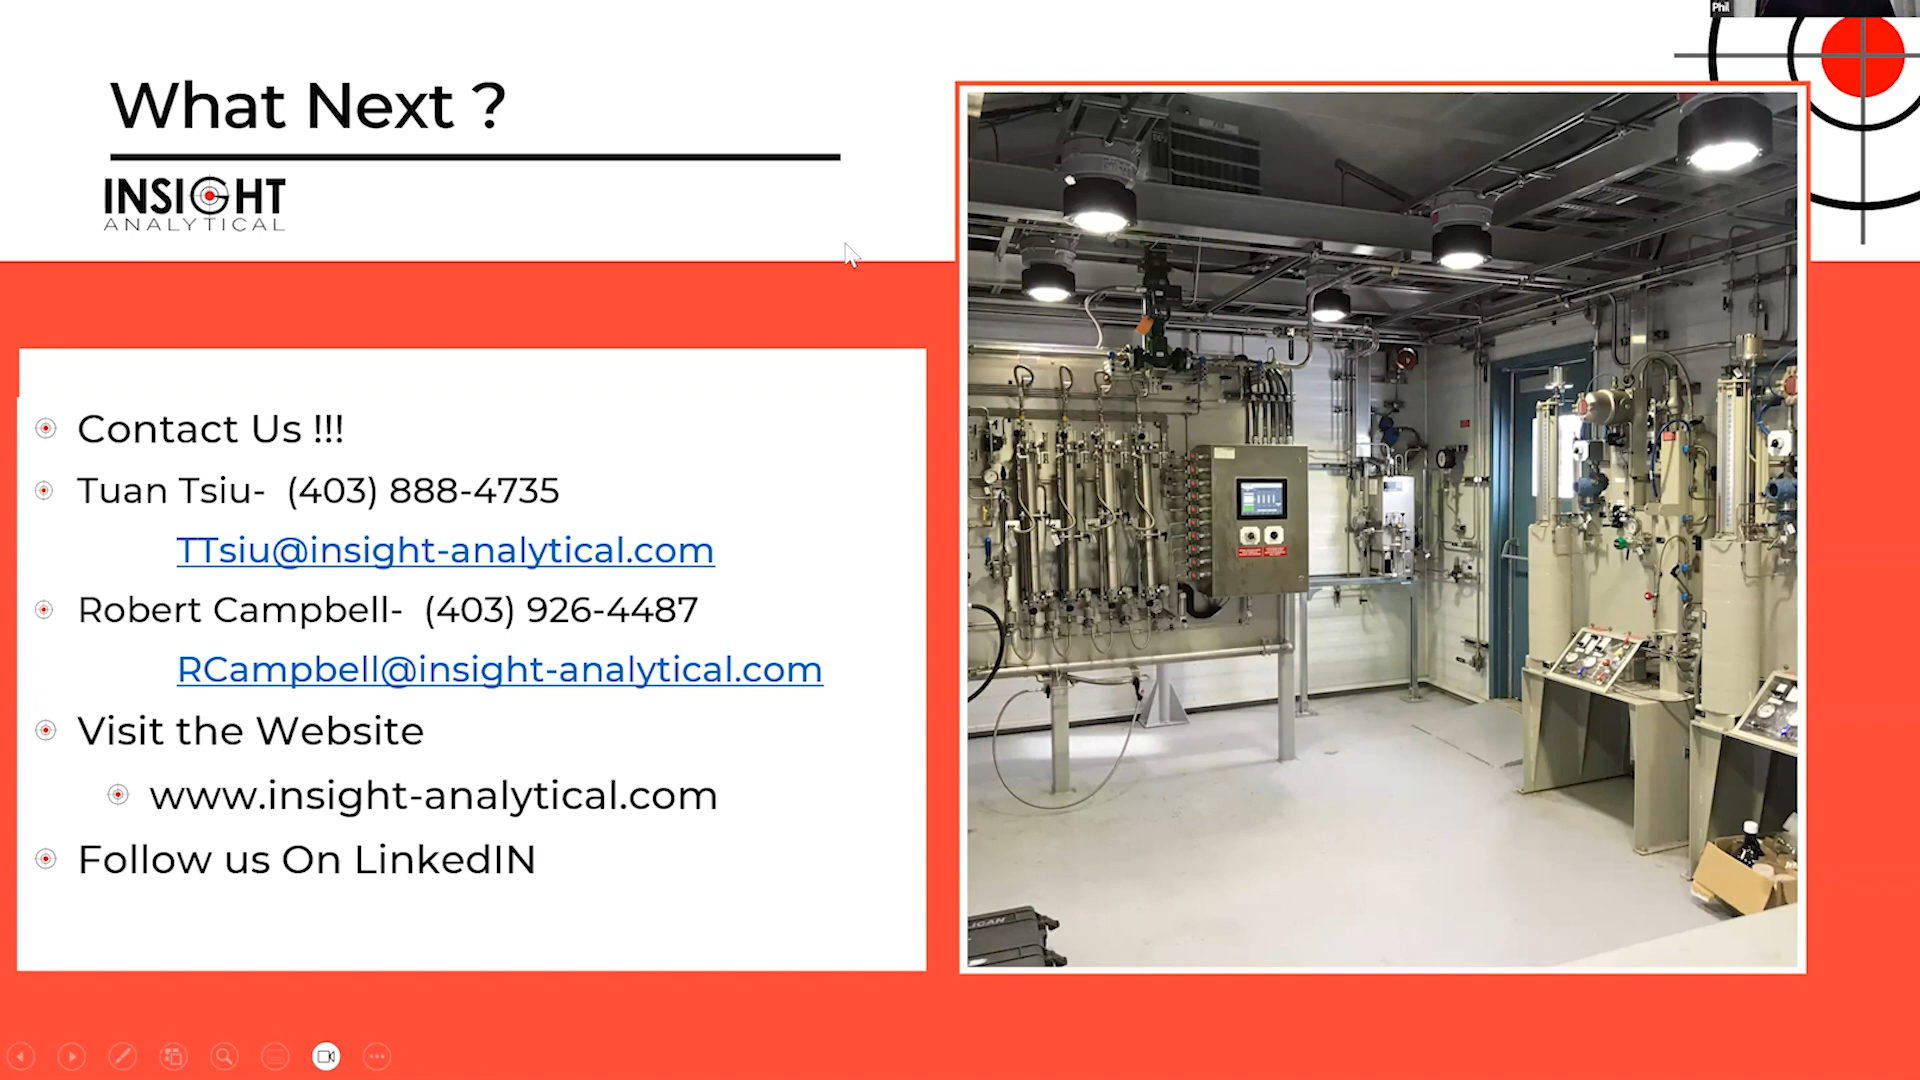 Phil
What Next ?
INSIGHT
ANALYTICAL
Contact Us !!!
Tuan Tsiu- (403) 888-4735
TTsiu@insight-analytical.com
Robert Campbell- (403) 926-4487
RCampbell@insight-analytical.com
Visit the Website
www.insight-analytical.com
Follow us On LinkedIN